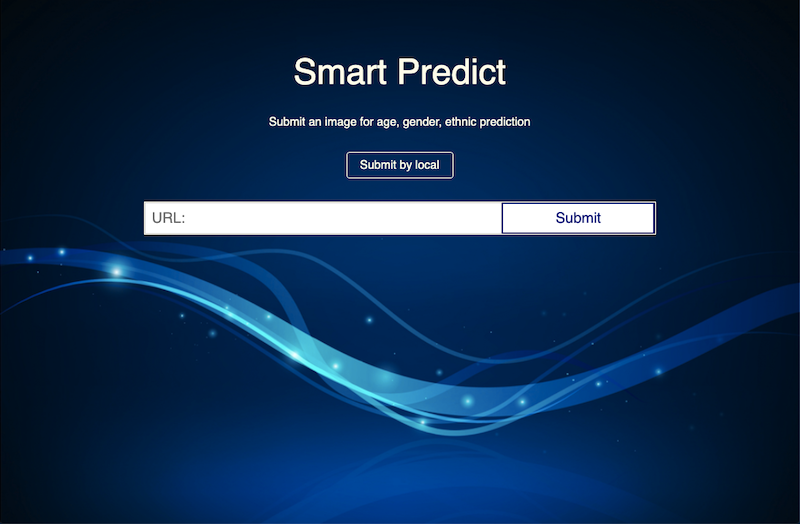 Smart Predict
Submit an image for age, gender, ethnic prediction
Submit by local
URL: Submit